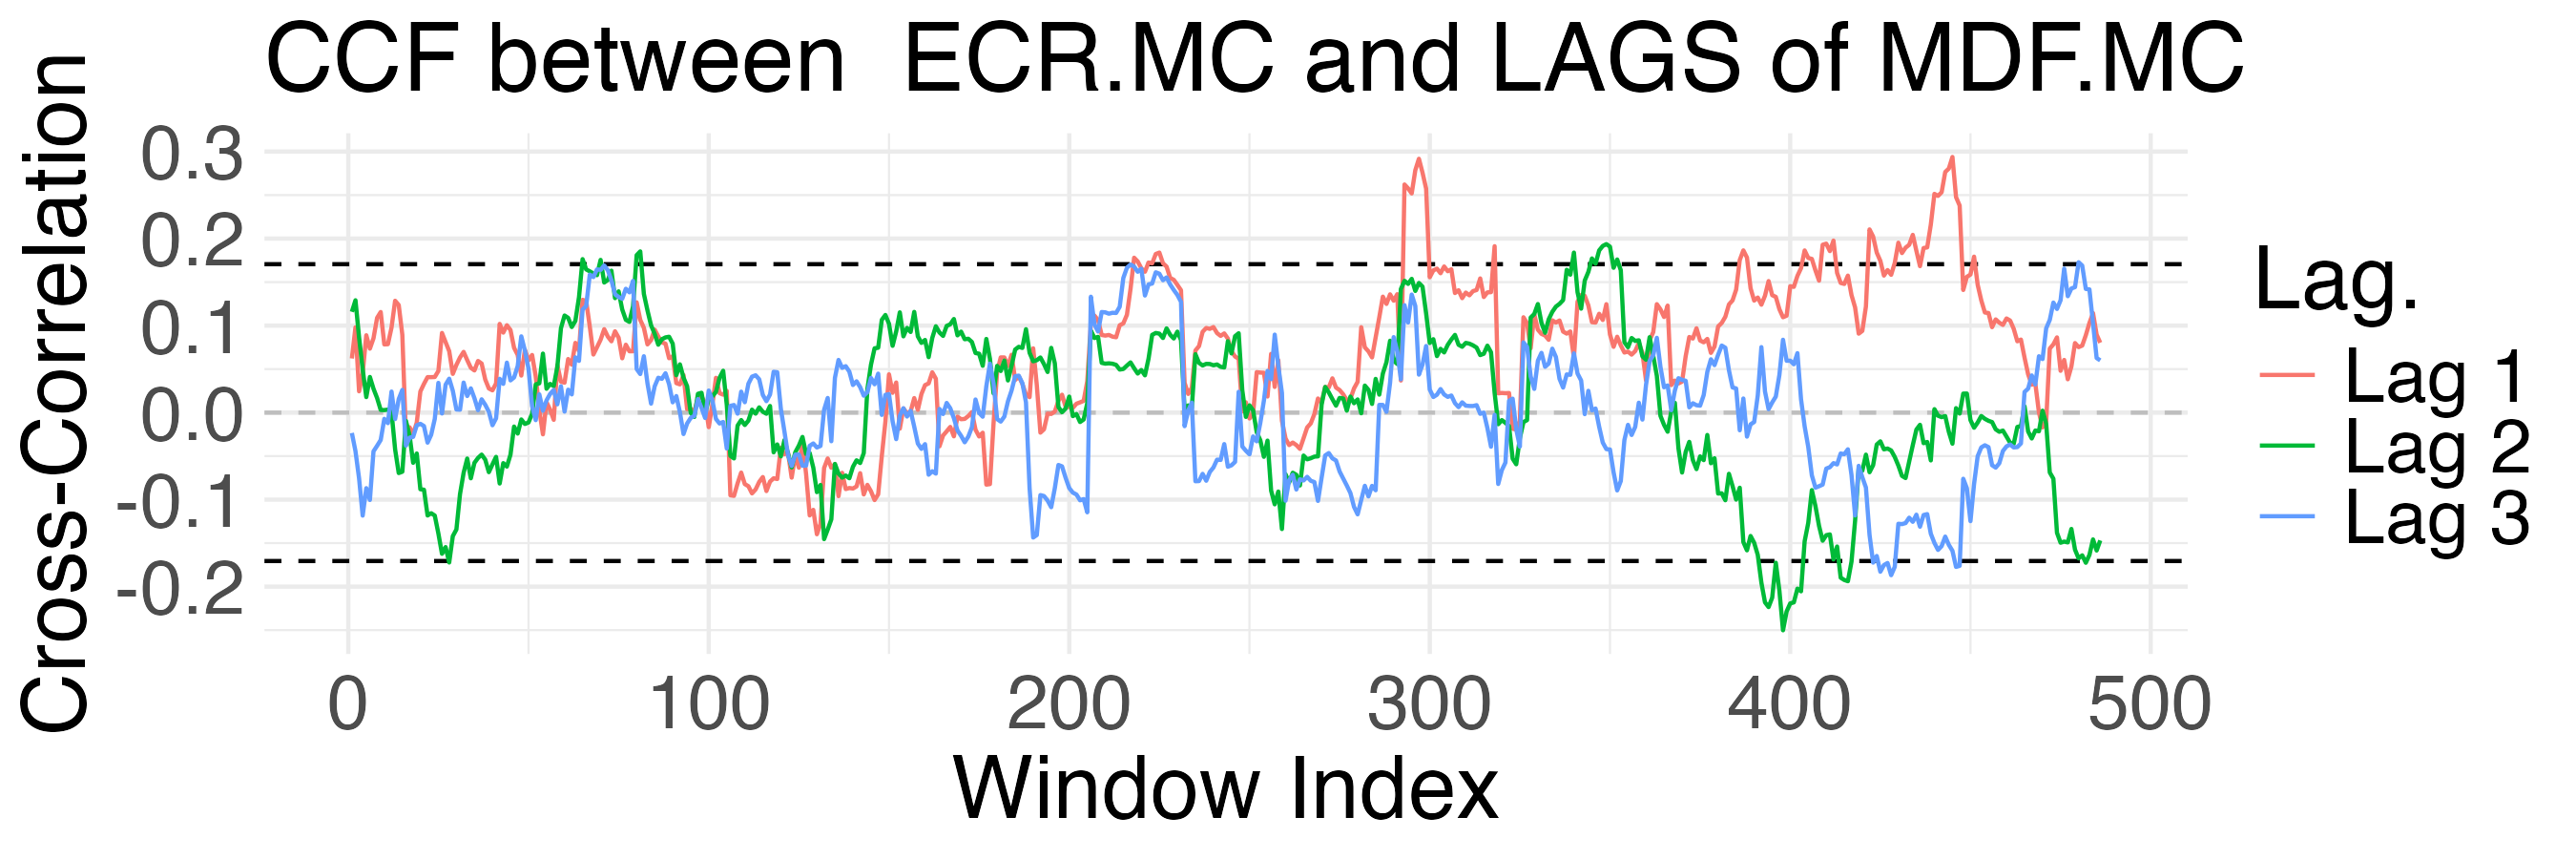 CCF between  ECR.MC and LAGS of MDF.MC
Cross-Correlation
0.3
0.2
0.1
0.0
-0.1
-0.2
0 100 200 300 400 500
Window Index
Lag.
Lag 1
Lag 2
Lag 3